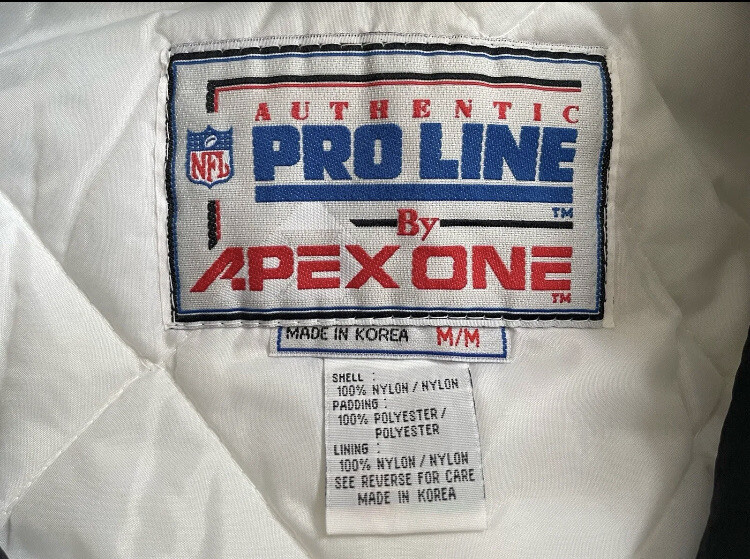 AUTHENTIC
NFL
PRO LINE
TM
By
APEX ONE
TM
MADE IN KOREA M/M
SHELL :
100% NYLON / NYLON
PADDING :
100% POLYESTER /
POLYESTER
LINING :
100% NYLON / NYLON
SEE REVERSE FOR CARE
MADE IN KOREA